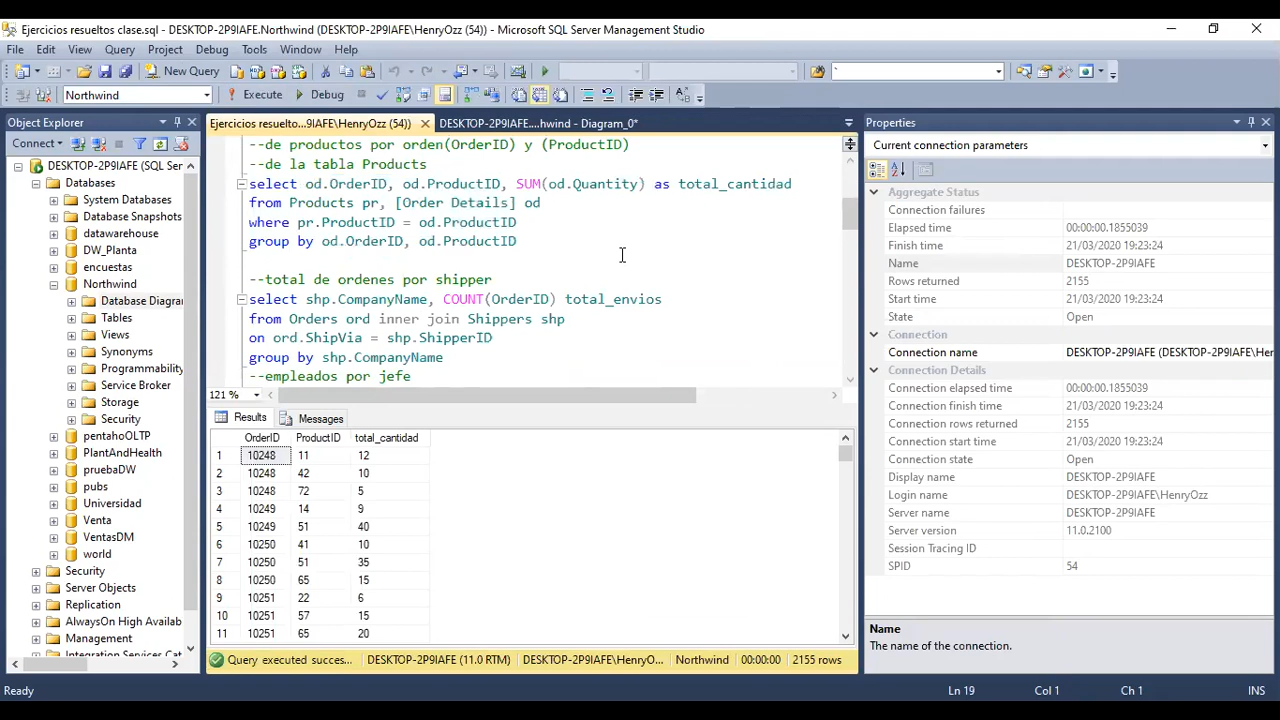 Ejercicios resueltos clase.sql - DESKTOP-2P9IAFE.Northwind (DESKTOP-2P9IAFE\HenryOzz (54)) - Microsoft SQL Server Management Studio
File Edit View Query Project Debug Tools Window Help
New Query
Northwind Execute Debug
Object Explorer
Connect
DESKTOP-2P9IAFE (SQL Ser
Databases
System Databases
Database Snapshots
datawarehouse
DW_Planta
encuestas
Northwind
Database Diagra
Tables
Views
Synonyms
Programmability
Service Broker
Storage
Security
pentahoOLTP
PlantAndHealth
pruebaDW
pubs
Universidad
Venta
VentasDM
world
Security
Server Objects
Replication
AlwaysOn High Availab
Management
Integration Services Cat
Ejercicios resuelto...9IAFE\HenryOzz (54)) DESKTOP-2P9IAFE....hwind - Diagram_0*
--de productos por orden(OrderID) y (ProductID)
--de la tabla Products
select od.OrderID, od.ProductID, SUM(od.Quantity) as total_cantidad
from Products pr, [Order Details] od
where pr.ProductID = od.ProductID
group by od.OrderID, od.ProductID
--total de ordenes por shipper
select shp.CompanyName, COUNT(OrderID) total_envios
from Orders ord inner join Shippers shp
on ord.ShipVia = shp.ShipperID
group by shp.CompanyName
--empleados por jefe
121 %
Results Messages
OrderID ProductID total_cantidad
1 10248 11 12
2 10248 42 10
3 10248 72 5
4 10249 14 9
5 10249 51 40
6 10250 41 10
7 10250 51 35
8 10250 65 15
9 10251 22 6
10 10251 57 15
11 10251 65 20
Query executed succes... DESKTOP-2P9IAFE (11.0 RTM) DESKTOP-2P9IAFE\HenryO... Northwind 00:00:00 2155 rows
Properties
Current connection parameters
Aggregate Status
Connection failures
Elapsed time 00:00:00.1855039
Finish time 21/03/2020 19:23:24
Name DESKTOP-2P9IAFE
Rows returned 2155
Start time 21/03/2020 19:23:24
State Open
Connection
Connection name DESKTOP-2P9IAFE (DESKTOP-2P9IAFE\Hen
Connection Details
Connection elapsed time 00:00:00.1855039
Connection finish time 21/03/2020 19:23:24
Connection rows returned 2155
Connection start time 21/03/2020 19:23:24
Connection state Open
Display name DESKTOP-2P9IAFE
Login name DESKTOP-2P9IAFE\HenryOzz
Server name DESKTOP-2P9IAFE
Server version 11.0.2100
Session Tracing ID
SPID 54
Name
The name of the connection.
Ready Ln 19 Col 1 Ch 1 INS